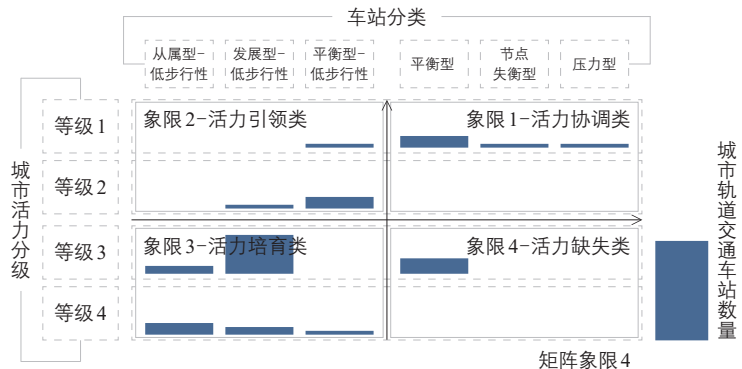 车站分类
从属型-
低步行性
发展型-
低步行性
平衡型-
低步行性
平衡型
节点
失衡型
压力型
城市活力分级
等级1
等级2
等级3
等级4
象限2-活力引领类
象限1-活力协调类
象限3-活力培育类
象限4-活力缺失类
城市轨道交通车站数量
矩阵象限4